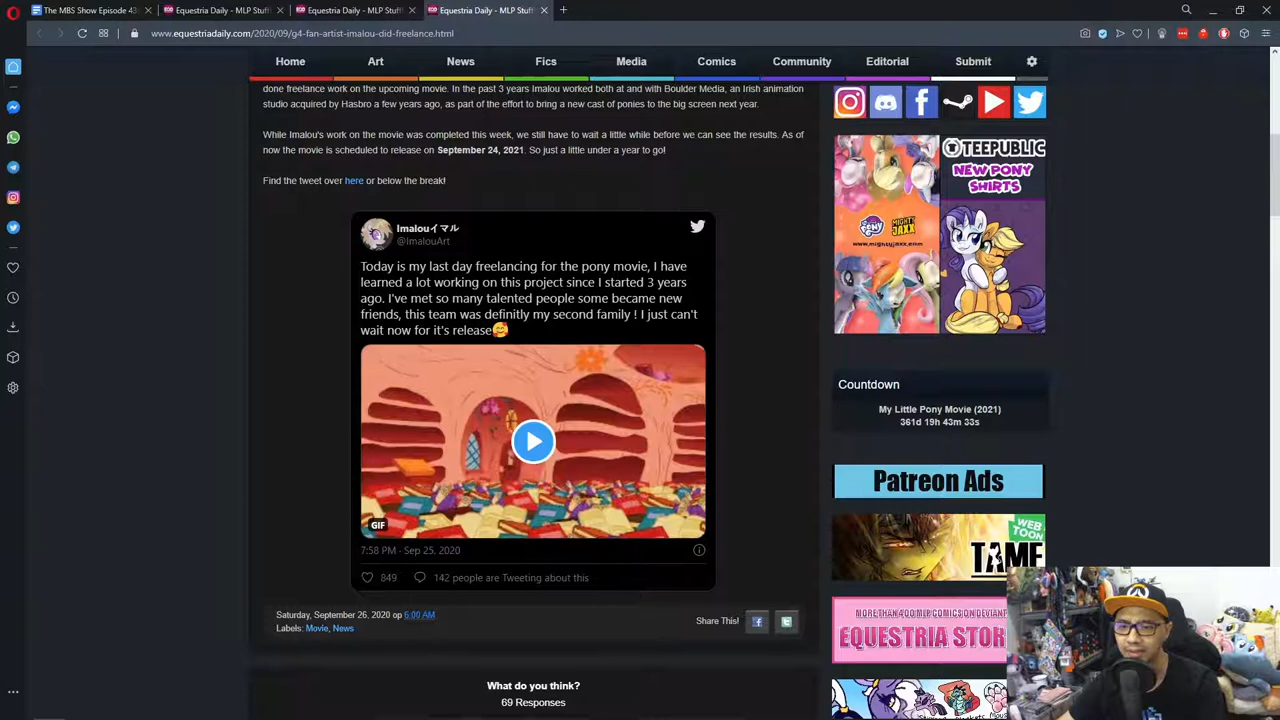 The MBS Show Episode 43
Equestria Daily - MLP Stuff
Equestria Daily - MLP Stuff
Equestria Daily - MLP Stuff
www.equestriadaily.com/2020/09/g4-fan-artist-imalou-did-freelance.html
Home Art News Fics Media Comics Community Editorial Submit
done freelance work on the upcoming movie. In the past 3 years Imalou worked both at and with Boulder Media, an Irish animation
studio acquired by Hasbro a few years ago, as part of the effort to bring a new cast of ponies to the big screen next year.
While Imalou's work on the movie was completed this week, we still have to wait a little while before we can see the results. As of
now the movie is scheduled to release on September 24, 2021. So just a little under a year to go!
Find the tweet over here or below the break!
Imalouイマル
@ImalouArt
Today is my last day freelancing for the pony movie, I have
learned a lot working on this project since I started 3 years
ago. I've met so many talented people some became new
friends, this team was definitly my second family ! I just can't
wait now for it's release🥰
GIF
7:58 PM · Sep 25, 2020
849 142 people are Tweeting about this
Saturday, September 26, 2020 op 6:00 AM
Labels: Movie, News
Share This!
What do you think?
69 Responses
MIGHTY
JAXX
www.mightyjaxx.com
TEEPUBLIC
NEW PONY
SHIRTS
Countdown
My Little Pony Movie (2021)
361d 19h 43m 33s
Patreon Ads
WEB
TOON
MORE THAN 400 MLP COMICS ON DEVIANT
EQUESTRIA STOR